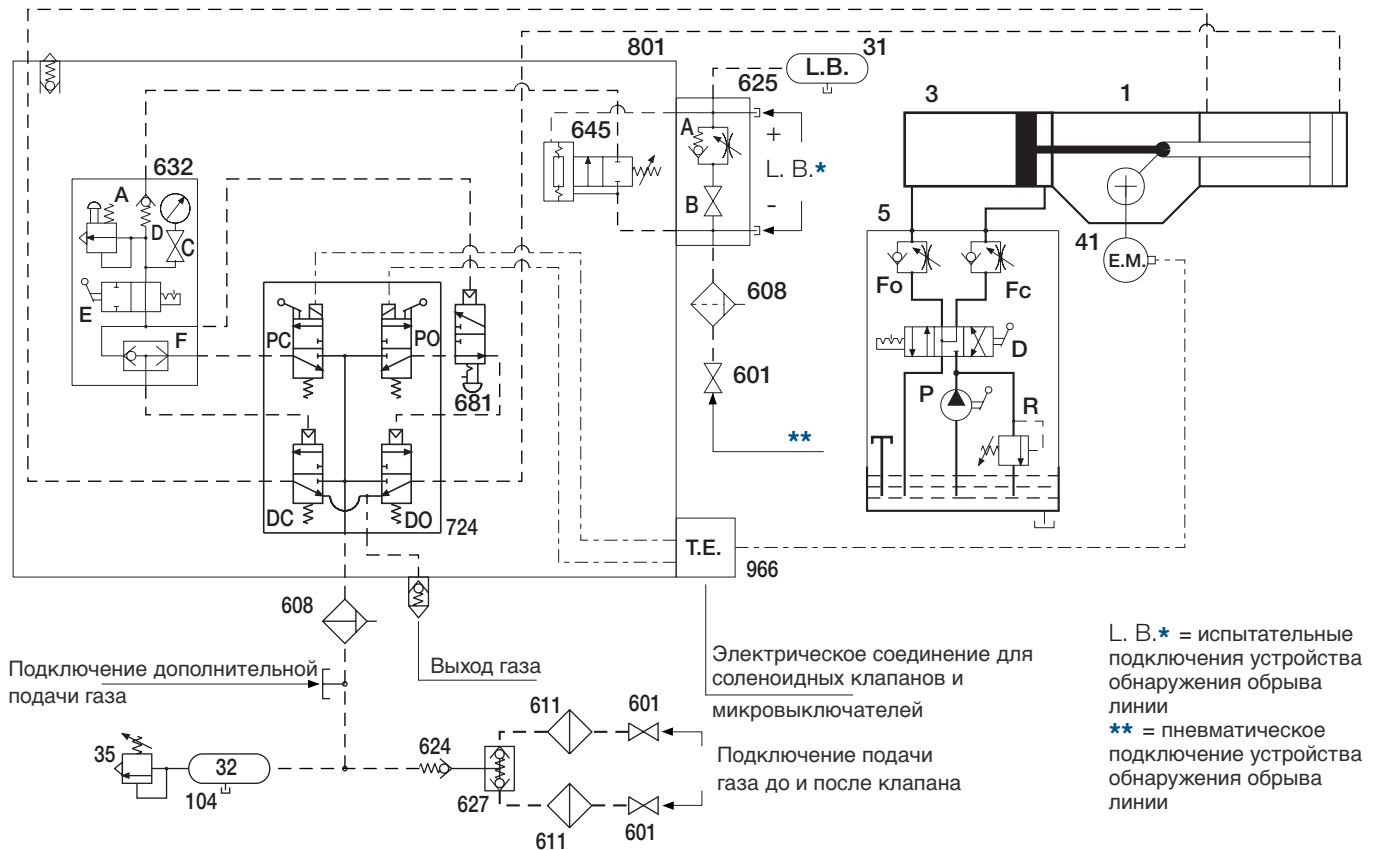 801
31
L.B.
625
3
1
645
A
+
L. B.*
-
B
632
A
D
C
E
F
5
41
E.M.
Fo
Fc
608
PC
PO
D
601
681
P
R
**
DC
DO
724
T.E.
966
608
Подключение дополнительной
подачи газа
Выход газа
Электрическое соединение для
соленоидных клапанов и
микровыключателей
L. B.* = испытательные
подключения устройства
обнаружения обрыва
линии
** = пневматическое
подключение устройства
обнаружения обрыва
линии
611
601
35
32
624
Подключение подачи
газа до и после клапана
104
627
611
601